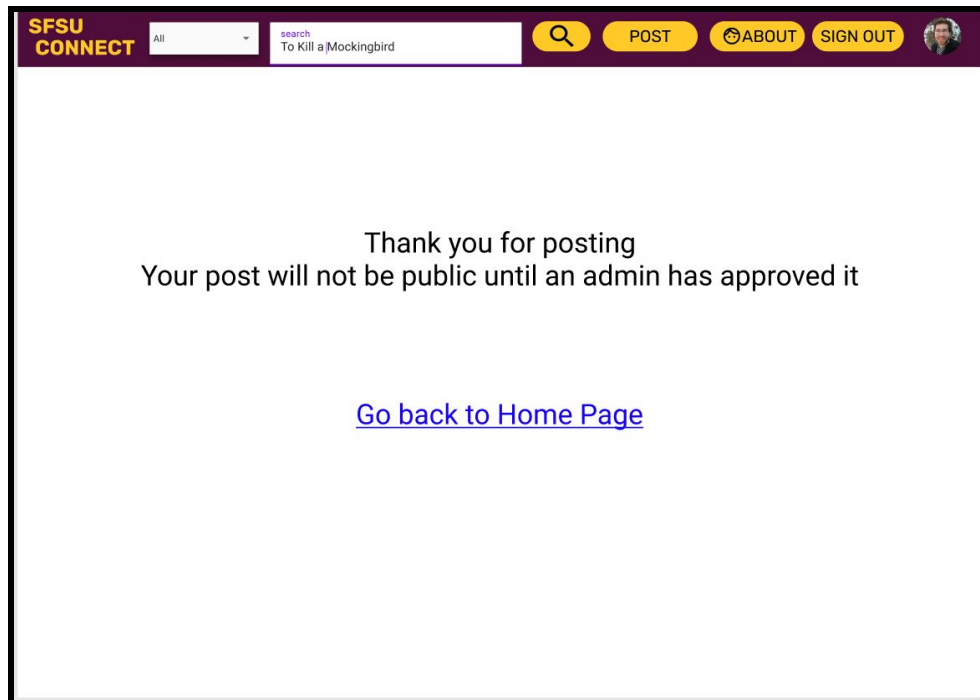 SFSU
CONNECT
All
search
To Kill a Mockingbird
POST
ABOUT
SIGN OUT
Thank you for posting
Your post will not be public until an admin has approved it
Go back to Home Page